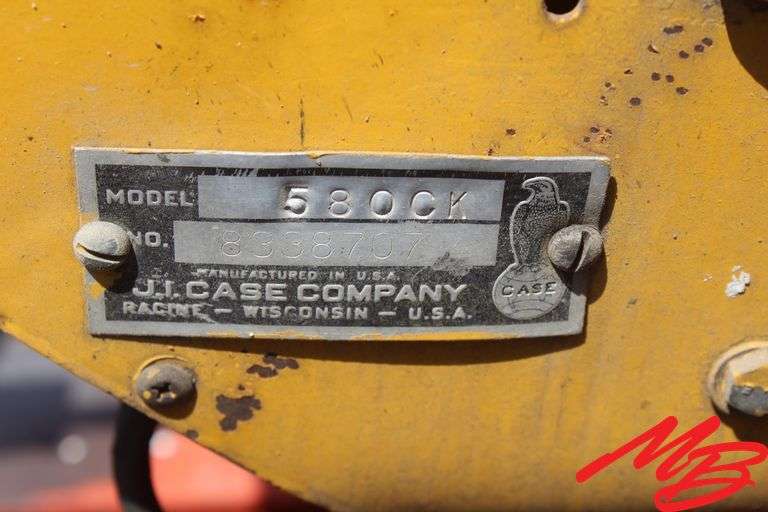 MODEL 580CK
NO. 8338707
MANUFACTURED IN U.S.A.
J.I. CASE COMPANY
RACINE — WISCONSIN — U.S.A.
CASE
MB